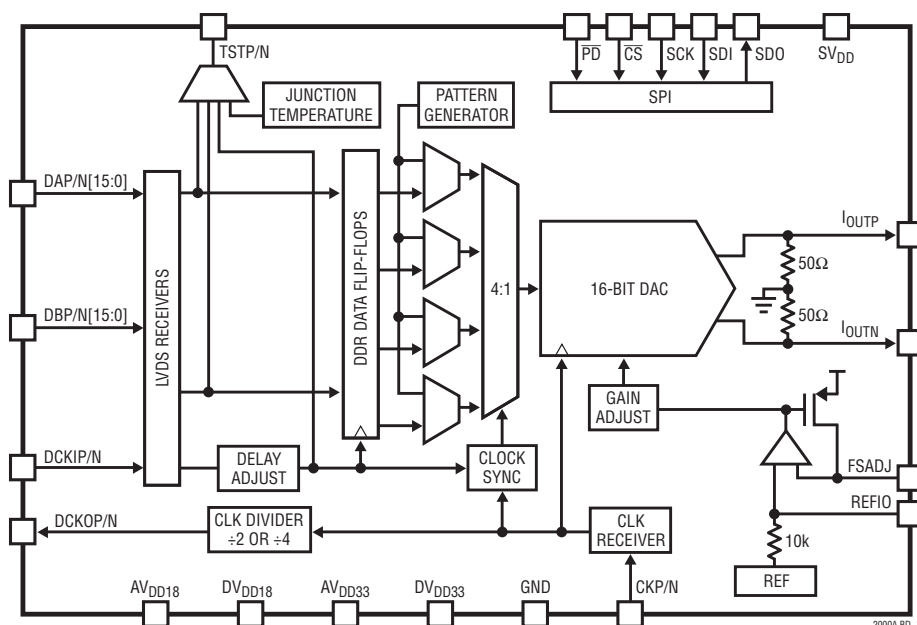 TSTP/N
PD
CS
SCK
SDI
SDO
SVDD
JUNCTION
TEMPERATURE
PATTERN
GENERATOR
SPI
DAP/N[15:0]
DBP/N[15:0]
DCKIP/N
DCKOP/N
LVDS RECEIVERS
DDR DATA FLIP-FLOPS
4:1
16-BIT DAC
IOUTP
50Ω
50Ω
IOUTN
GAIN
ADJUST
DELAY
ADJUST
CLOCK
SYNC
FSADJ
REFIO
CLK DIVIDER
÷2 OR ÷4
CLK
RECEIVER
10k
REF
AVDD18
DVDD18
AVDD33
DVDD33
GND
CKP/N
2000A BD